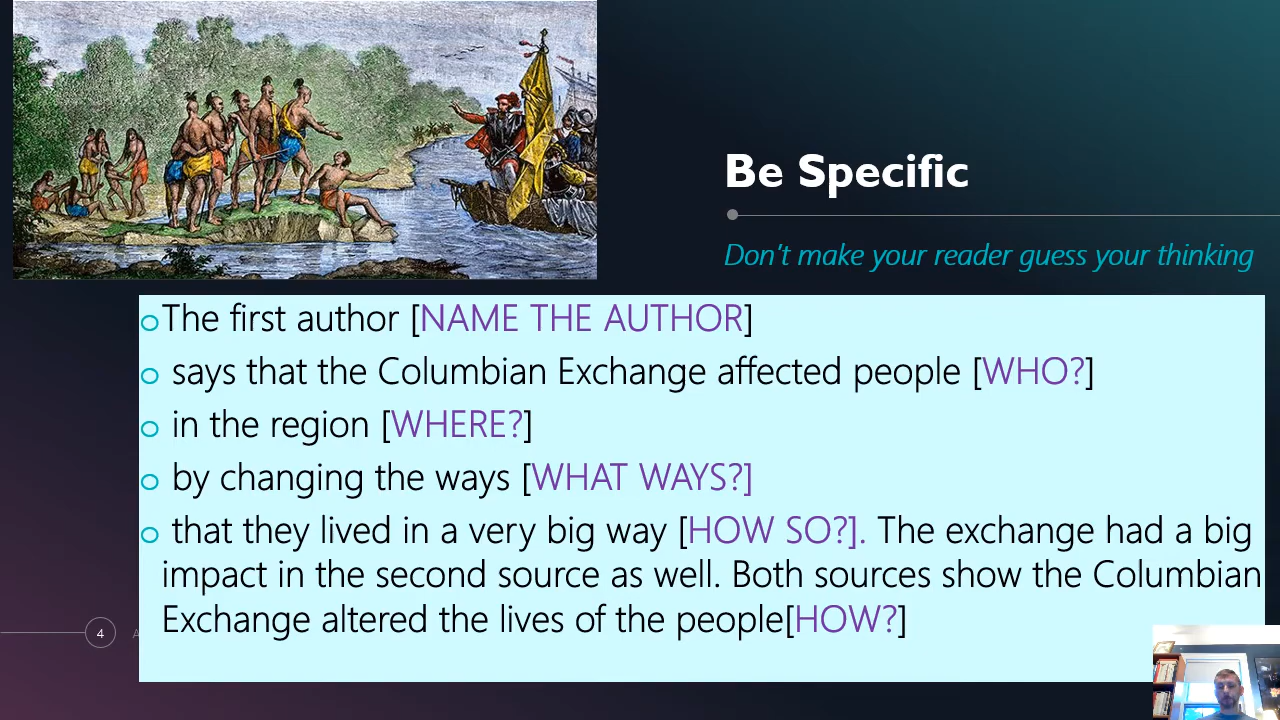 Be Specific
Don't make your reader guess your thinking
oThe first author [NAME THE AUTHOR]
o says that the Columbian Exchange affected people [WHO?]
o in the region [WHERE?]
o by changing the ways [WHAT WAYS?]
o that they lived in a very big way [HOW SO?]. The exchange had a big
impact in the second source as well. Both sources show the Columbian
Exchange altered the lives of the people[HOW?]
4